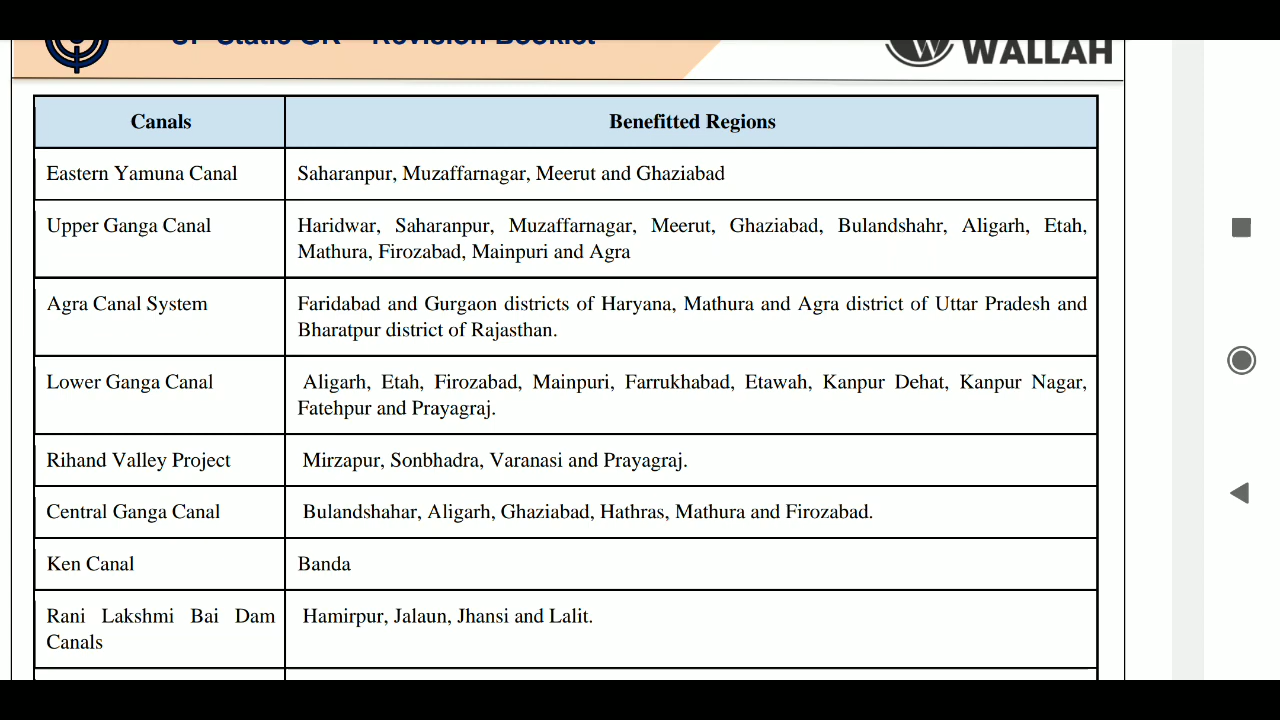 UP Static GK – Revision Booklet
WALLAH
Canals
Benefitted Regions
Eastern Yamuna Canal
Saharanpur, Muzaffarnagar, Meerut and Ghaziabad
Upper Ganga Canal
Haridwar, Saharanpur, Muzaffarnagar, Meerut, Ghaziabad, Bulandshahr, Aligarh, Etah,
Mathura, Firozabad, Mainpuri and Agra
Agra Canal System
Faridabad and Gurgaon districts of Haryana, Mathura and Agra district of Uttar Pradesh and
Bharatpur district of Rajasthan.
Lower Ganga Canal
Aligarh, Etah, Firozabad, Mainpuri, Farrukhabad, Etawah, Kanpur Dehat, Kanpur Nagar,
Fatehpur and Prayagraj.
Rihand Valley Project
Mirzapur, Sonbhadra, Varanasi and Prayagraj.
Central Ganga Canal
Bulandshahar, Aligarh, Ghaziabad, Hathras, Mathura and Firozabad.
Ken Canal
Banda
Rani Lakshmi Bai Dam
Canals
Hamirpur, Jalaun, Jhansi and Lalit.